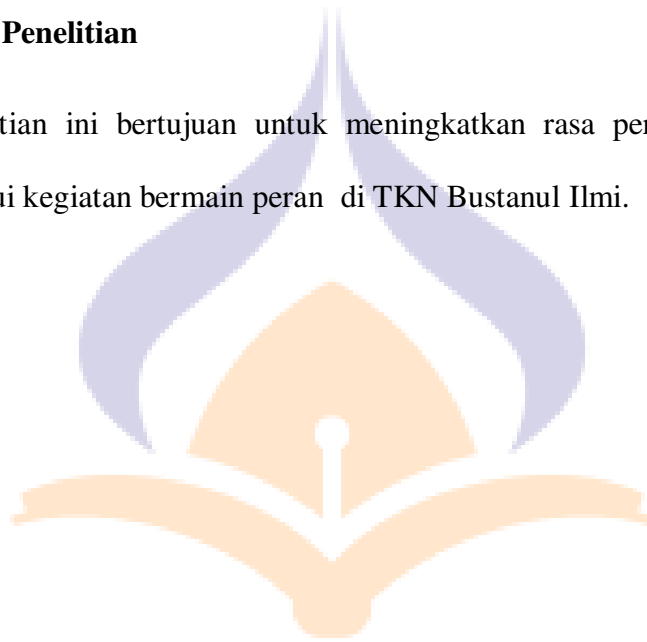 Penelitian
tian ini bertujuan untuk meningkatkan rasa per
ui kegiatan bermain peran di TKN Bustanul Ilmi.